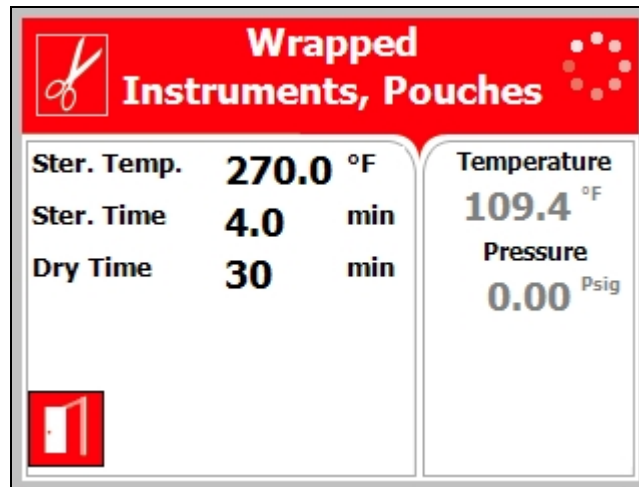 Wrapped
Instruments, Pouches
Ster. Temp. 270.0 °F
Ster. Time 4.0 min
Dry Time 30 min
Temperature
109.4 °F
Pressure
0.00 Psig